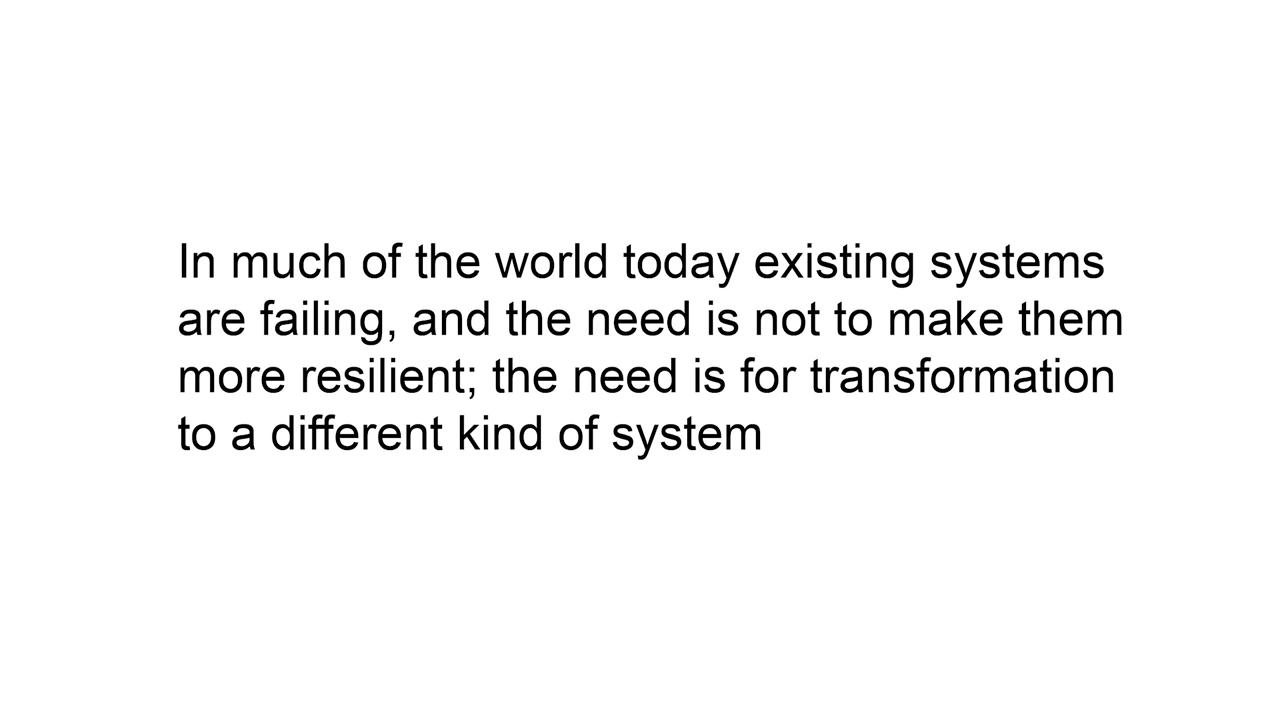 In much of the world today existing systems
are failing, and the need is not to make them
more resilient; the need is for transformation
to a different kind of system